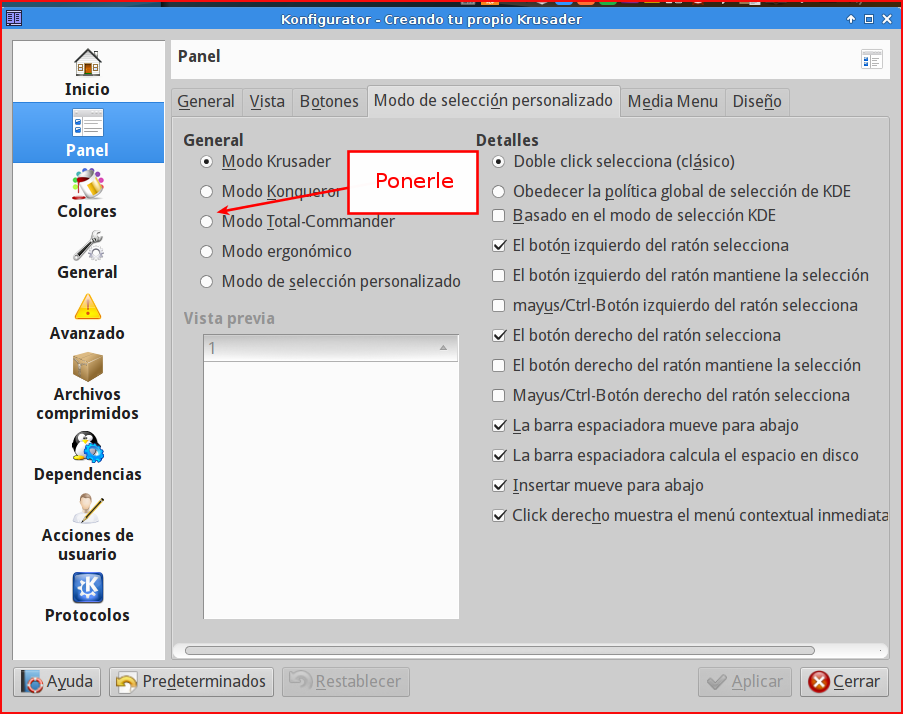 Konfigurator - Creando tu propio Krusader
Inicio
Panel
Colores
General
Avanzado
Archivos
comprimidos
Dependencias
Acciones de
usuario
Protocolos
Panel
General Vista Botones Modo de selección personalizado Media Menu Diseño
General
Modo Krusader
Modo Konqueror
Modo Total-Commander
Modo ergonómico
Modo de selección personalizado
Ponerle
Vista previa
1
Detalles
Doble click selecciona (clásico)
Obedecer la política global de selección de KDE
Basado en el modo de selección KDE
El botón izquierdo del ratón selecciona
El botón izquierdo del ratón mantiene la selección
mayus/Ctrl-Botón izquierdo del ratón selecciona
El botón derecho del ratón selecciona
El botón derecho del ratón mantiene la selección
Mayus/Ctrl-Botón derecho del ratón selecciona
La barra espaciadora mueve para abajo
La barra espaciadora calcula el espacio en disco
Insertar mueve para abajo
Click derecho muestra el menú contextual inmediata
Ayuda Predeterminados Restablecer Aplicar Cerrar